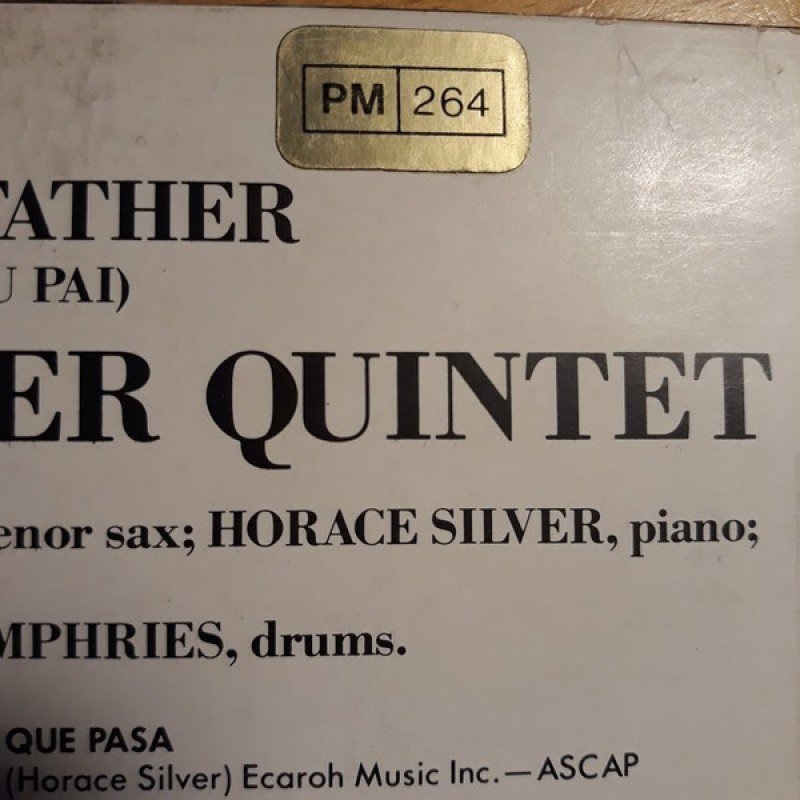 PM 264
FATHER
U PAI)
ER QUINTET
enor sax; HORACE SILVER, piano;
MPHRIES, drums.
QUE PASA
(Horace Silver) Ecaroh Music Inc.—ASCAP